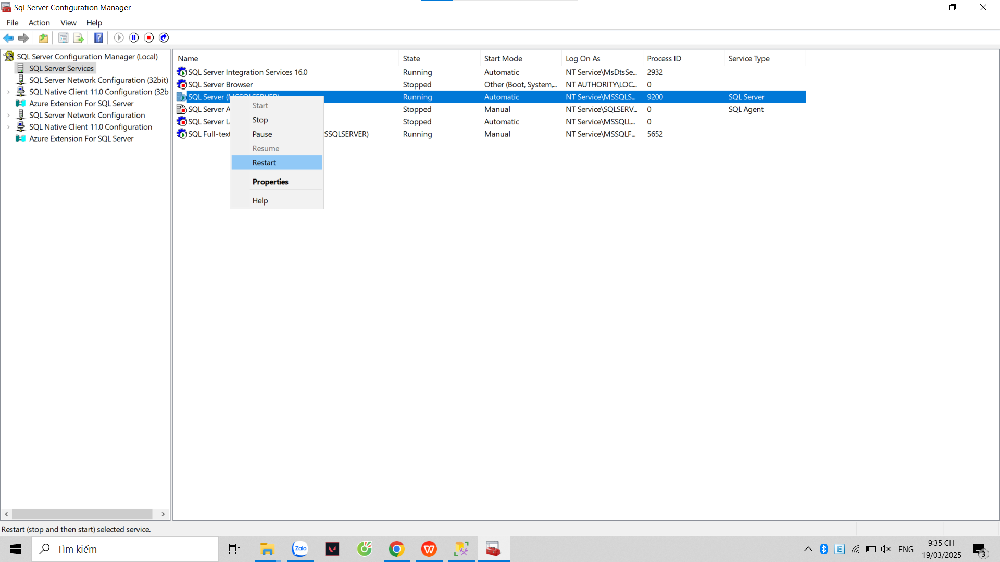 Sql Server Configuration Manager
File Action View Help
SQL Server Configuration Manager (Local)
SQL Server Services
SQL Server Network Configuration (32bit)
SQL Native Client 11.0 Configuration (32b
Azure Extension For SQL Server
SQL Server Network Configuration
SQL Native Client 11.0 Configuration
Azure Extension For SQL Server
Name State Start Mode Log On As Process ID Service Type
SQL Server Integration Services 16.0 Running Automatic NT Service\MsDtsSe... 2932
SQL Server Browser Stopped Other (Boot, System,... NT AUTHORITY\LOC... 0
SQL Server (MSSQLSERVER) Running Automatic NT Service\MSSQLS... 9200 SQL Server
SQL Server A Stopped Manual NT Service\SQLSERV... 0 SQL Agent
SQL Server L Stopped Automatic NT Service\MSSQLL... 0
SQL Full-tex SSQLSERVER) Running Manual NT Service\MSSQLF... 5652
Start
Stop
Pause
Resume
Restart
Properties
Help
Restart (stop and then start) selected service.
Tìm kiếm
Zalo
ENG
9:35 CH
19/03/2025
3